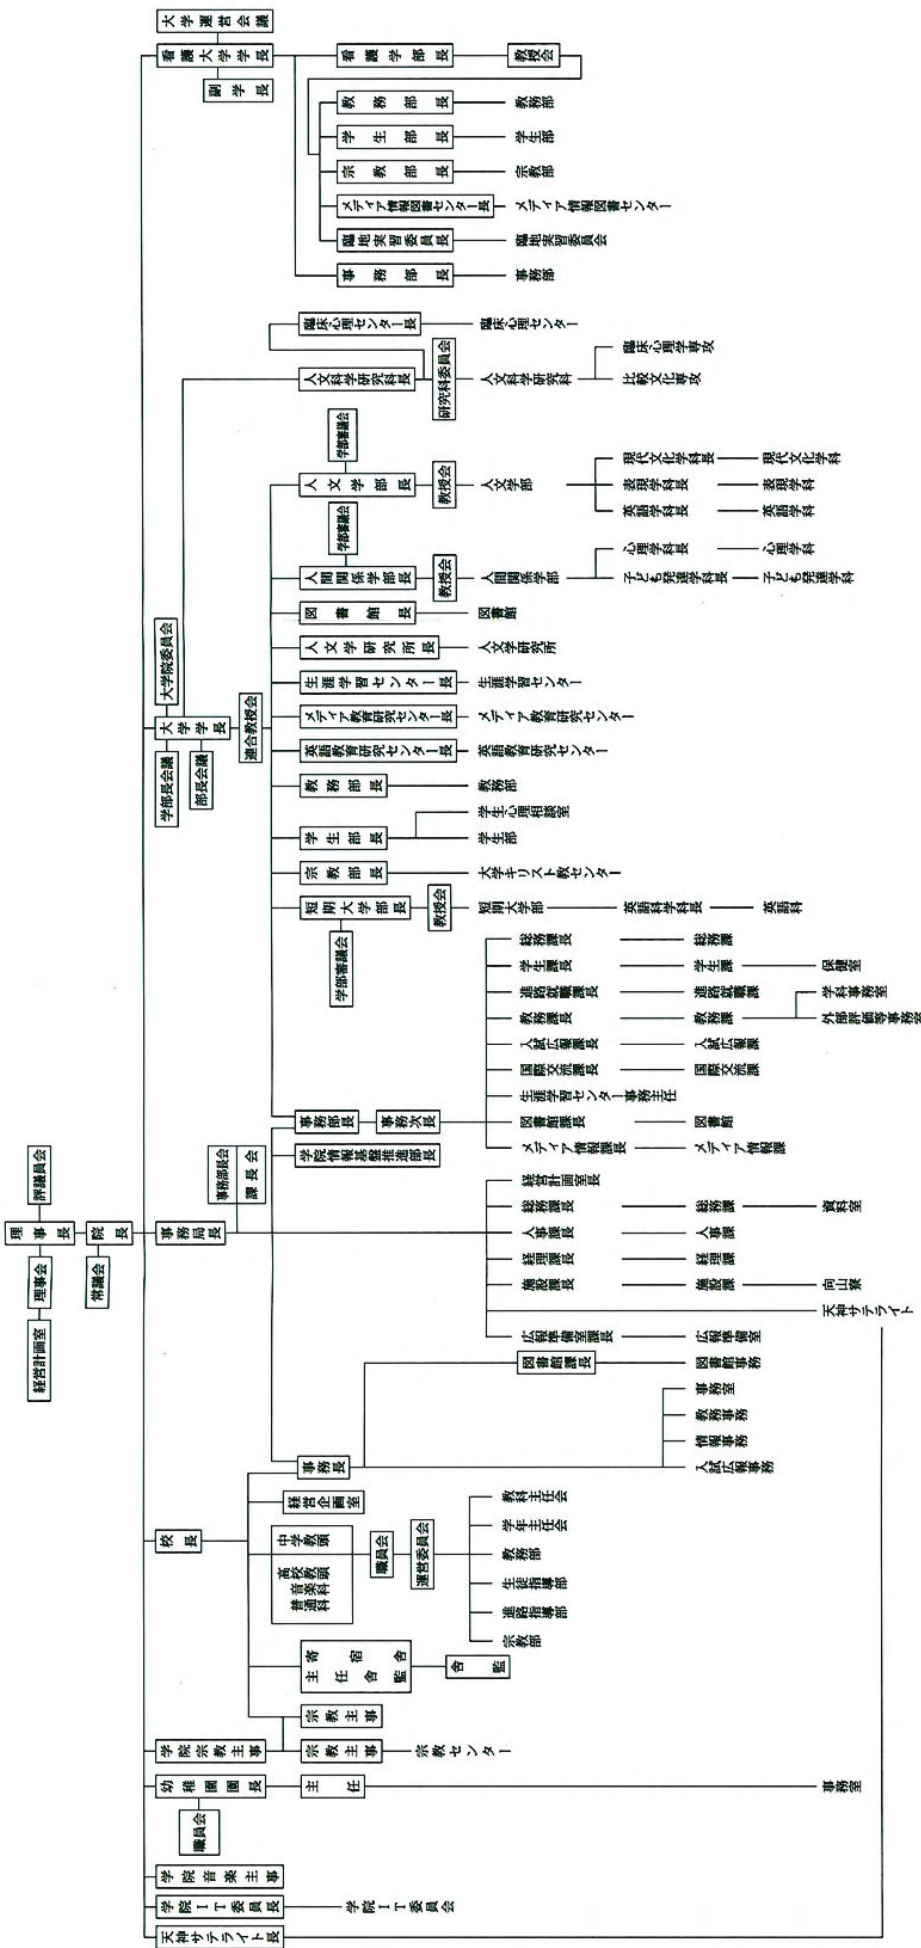 大学運営会議
看護大学学長
副学長
看護学部長
教授会
教務部長
教務部
学生部長
学生部
宗教部長
宗教部
メディア情報図書センター長
メディア情報図書センター
臨地実習委員長
臨地実習委員会
事務部長
事務部
臨床心理センター長
臨床心理センター
人文科学研究科長
研究科委員会
人文科学研究科
臨床心理学専攻
比較文化専攻
学部審議会
人文学部長
教授会
人文学部
現代文化学科長
現代文化学科
表現学科長
表現学科
英語学科長
英語学科
学部審議会
人間関係学部長
教授会
人間関係学部
心理学科長
心理学科
子ども発達学科長
子ども発達学科
図書館長
図書館
人文学研究所長
人文学研究所
大学院委員会
大学学長
学部長会議
部長会議
連合教授会
生涯学習センター長
生涯学習センター
メディア教育研究センター長
メディア教育研究センター
英語教育研究センター長
英語教育研究センター
教務部長
教務部
学生部長
学生心理相談室
学生部
宗教部長
大学キリスト教センター
短期大学部長
教授会
短期大学部
英語科学科長
英語科
学部審議会
総務課長
総務課
学生課長
学生課
保健室
進路就職課長
進路就職課
教務課長
教務課
学科事務室
外部評価等事務会
入試広報課長
入試広報課
国際交流課長
国際交流課
生涯学習センター事務主任
事務部長
事務次長
図書館課長
図書館
メディア情報課長
メディア情報課
学院情報基盤推進部長
評議員会
理事長
理事会
経営計画室
院長
常議会
事務局長
事務部長会
課長会
経営計画室長
総務課長
総務課
資料室
人事課長
人事課
経理課長
経理課
施設課長
施設課
向山寮
天神サテライト
広報準備室課長
広報準備室
図書館課長
図書館事務
事務室
教務事務
情報事務
入試広報事務
事務長
校長
経営企画室
中学教頭
高校教頭
音楽科
普通科
職員会
運営委員会
教科主任会
学年主任会
教務部
生徒指導部
進路指導部
宗教部
寄宿舎
主任舎監
舎監
宗教主事
学院宗教主事
宗教主事
宗教センター
幼稚園園長
主任
事務室
職員会
学院音楽主事
学院IT委員長
学院IT委員会
天神サテライト長